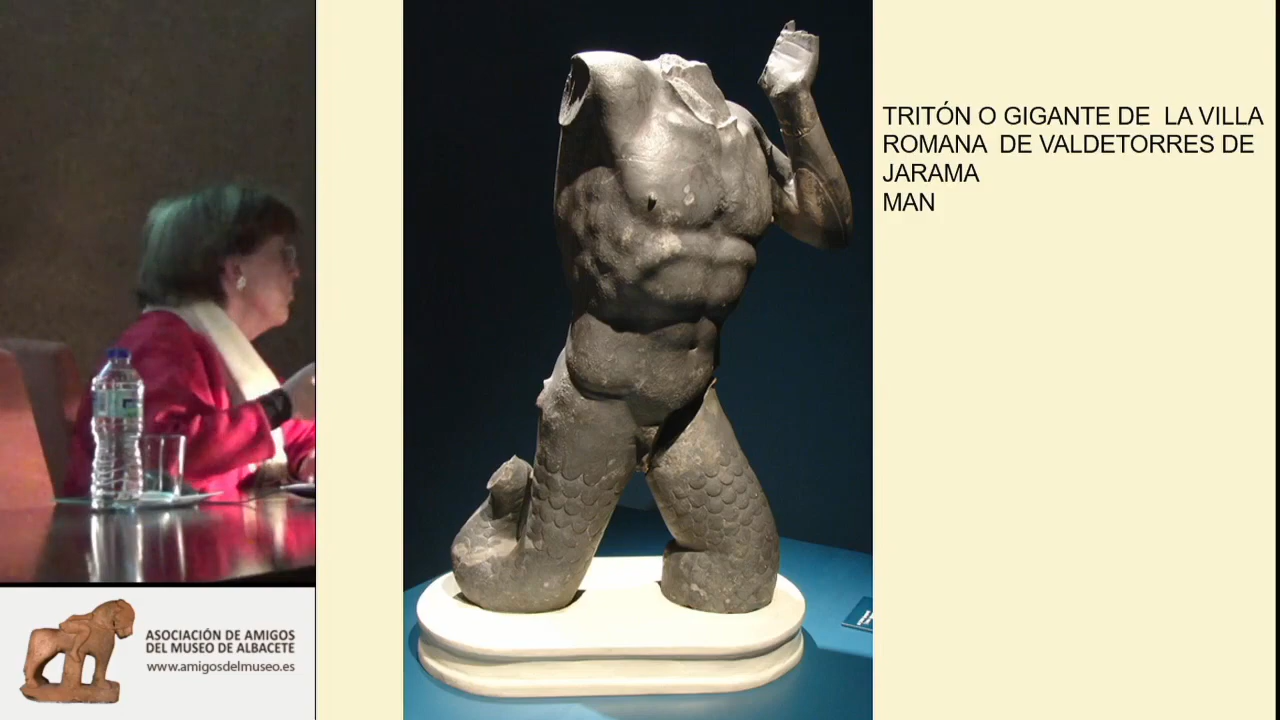 TRITÓN O GIGANTE DE LA VILLA
ROMANA DE VALDETORRES DE
JARAMA
MAN
ASOCIACIÓN DE AMIGOS
DEL MUSEO DE ALBACETE
www.amigosdelmuseo.es